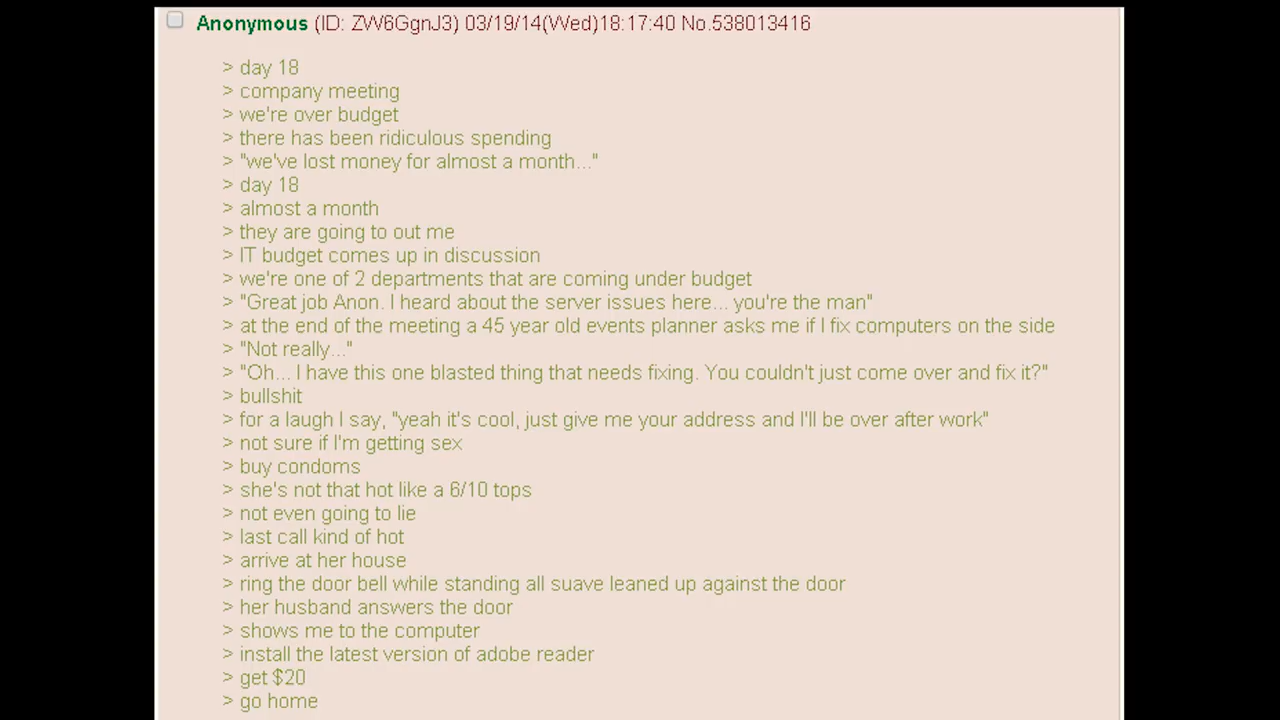 Anonymous (ID: ZW6GgnJ3) 03/19/14(Wed)18:17:40 No.538013416
> day 18
> company meeting
> we're over budget
> there has been ridiculous spending
> "we've lost money for almost a month..."
> day 18
> almost a month
> they are going to out me
> IT budget comes up in discussion
> we're one of 2 departments that are coming under budget
> "Great job Anon. I heard about the server issues here... you're the man"
> at the end of the meeting a 45 year old events planner asks me if I fix computers on the side
> "Not really..."
> "Oh... I have this one blasted thing that needs fixing. You couldn't just come over and fix it?"
> bullshit
> for a laugh I say, "yeah it's cool, just give me your address and I'll be over after work"
> not sure if I'm getting sex
> buy condoms
> she's not that hot like a 6/10 tops
> not even going to lie
> last call kind of hot
> arrive at her house
> ring the door bell while standing all suave leaned up against the door
> her husband answers the door
> shows me to the computer
> install the latest version of adobe reader
> get $20
> go home